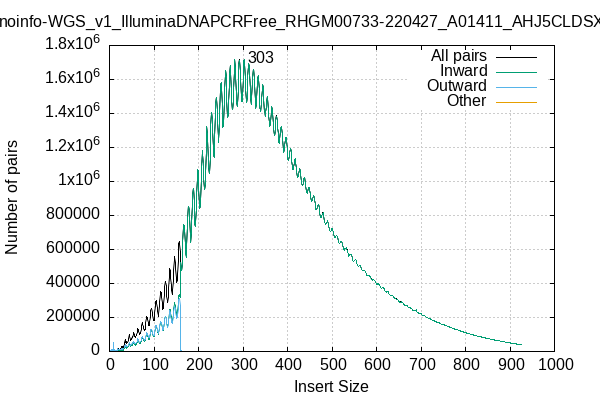 noinfo-WGS_v1_IlluminaDNAPCRFree_RHGM00733-220427_A01411_AHJ5CLDSX
303
All pairs
Inward
Outward
Other
1.8x10^6
1.6x10^6
1.4x10^6
1.2x10^6
1x10^6
800000
600000
400000
200000
0
Number of pairs
0 100 200 300 400 500 600 700 800 900 1000
Insert Size